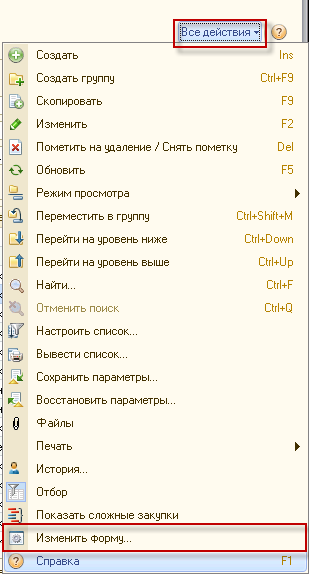 Все действия
Создать Ins
Создать группу Ctrl+F9
Скопировать F9
Изменить F2
Пометить на удаление / Снять пометку Del
Обновить F5
Режим просмотра
Переместить в группу Ctrl+Shift+M
Перейти на уровень ниже Ctrl+Down
Перейти на уровень выше Ctrl+Up
Найти... Ctrl+F
Отменить поиск Ctrl+Q
Настроить список...
Вывести список...
Сохранить параметры...
Восстановить параметры...
Файлы
Печать
История...
Отбор
Показать сложные закупки
Изменить форму...
Справка F1